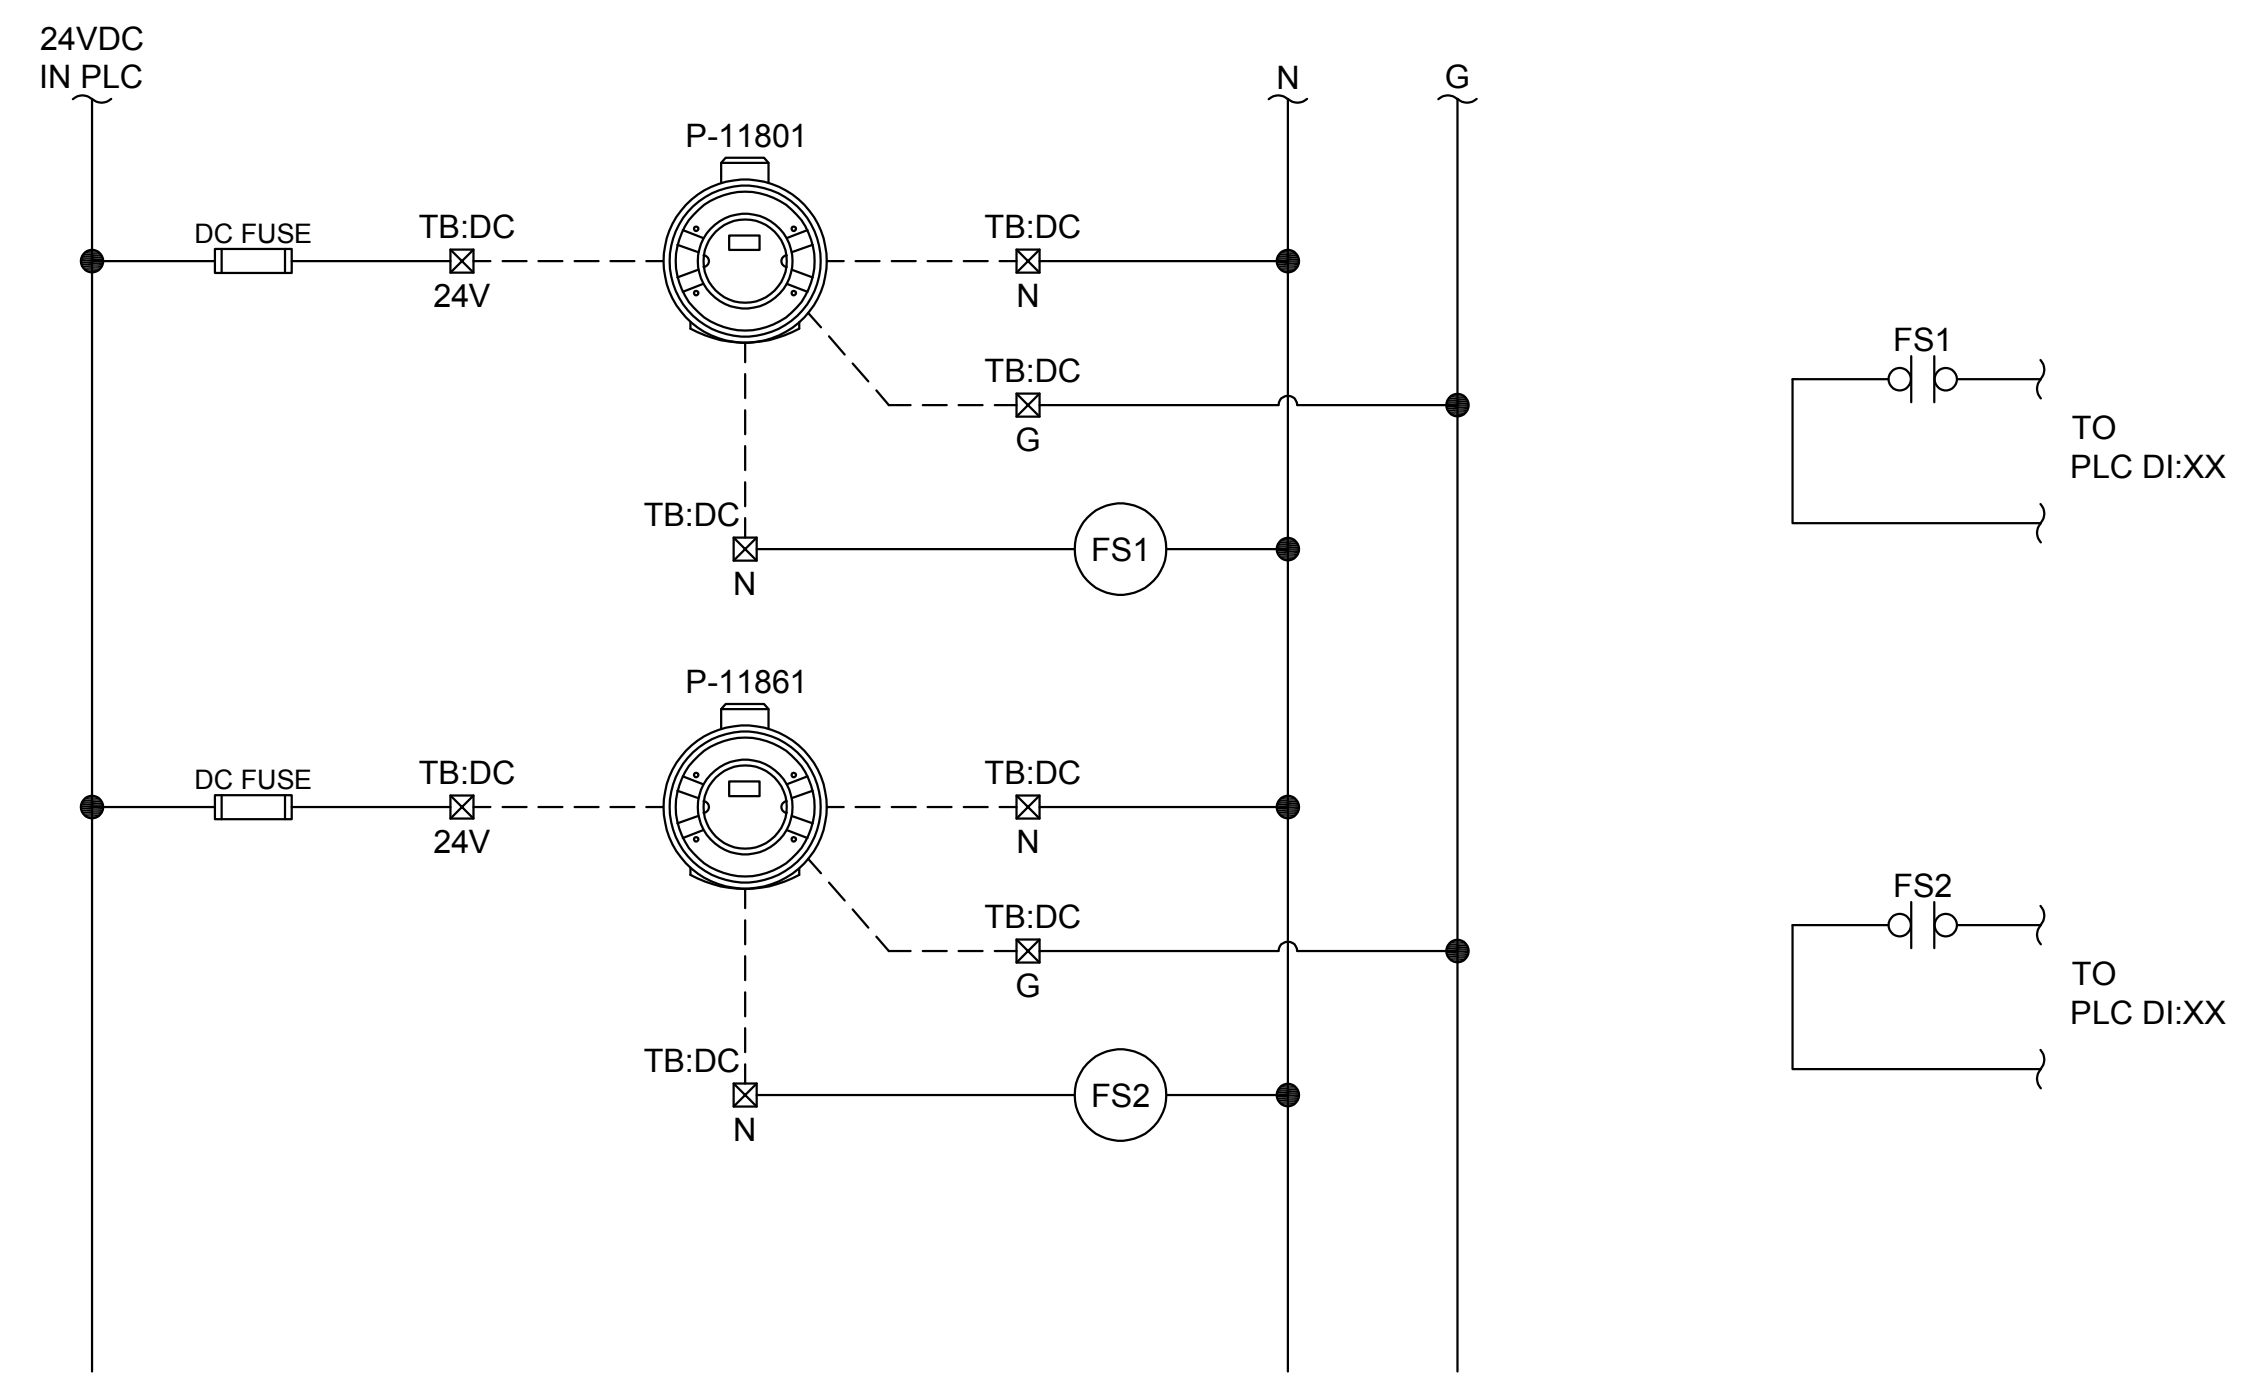 24VDC
IN PLC
N
G
P-11801
DC FUSE
TB:DC
24V
TB:DC
N
TB:DC
G
TB:DC
N
FS1
FS1
TO
PLC DI:XX
P-11861
DC FUSE
TB:DC
24V
TB:DC
N
TB:DC
G
TB:DC
N
FS2
FS2
TO
PLC DI:XX